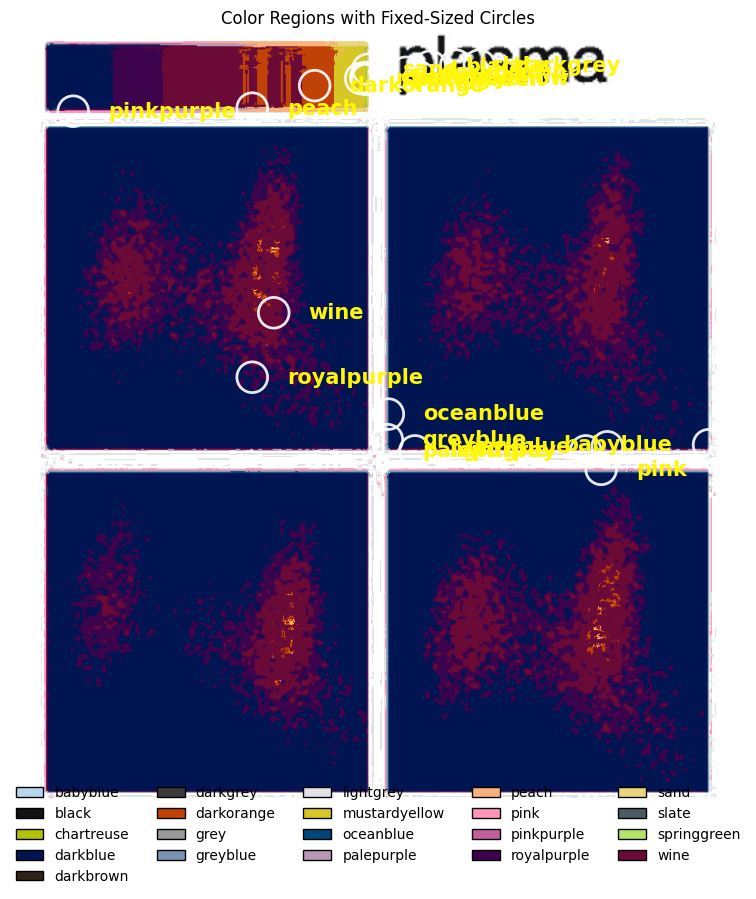 Color Regions with Fixed-Sized Circles
plasma
darkgrey
darkorange
pinkpurple
peach
wine
royalpurple
oceanblue
greyblue
babyblue
pink
babyblue darkgrey lightgrey peach sand
black darkorange mustardyellow pink slate
chartreuse grey oceanblue pinkpurple springgreen
darkblue greyblue palepurple royalpurple wine
darkbrown